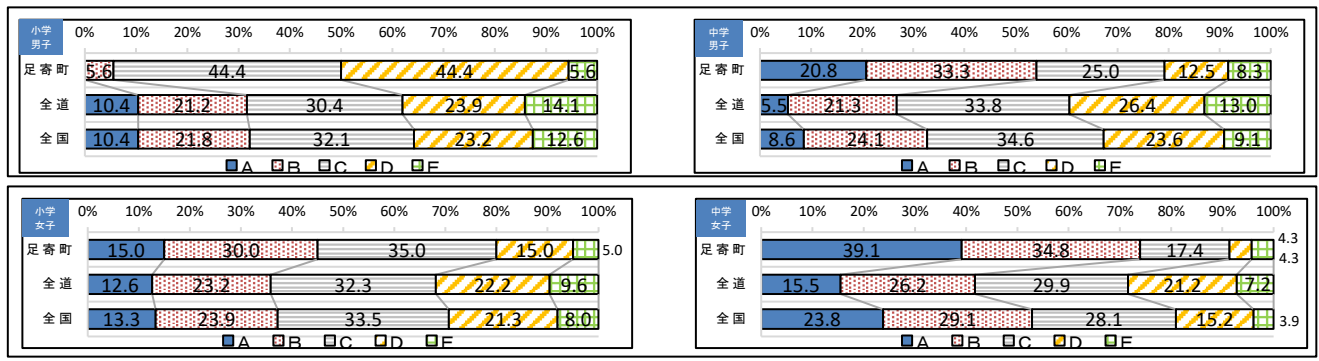 小学
男子
0% 10% 20% 30% 40% 50% 60% 70% 80% 90% 100%
足寄町 5.6 44.4 44.4 5.6
全道 10.4 21.2 30.4 23.9 14.1
全国 10.4 21.8 32.1 23.2 12.6
A B C D E
中学
男子
0% 10% 20% 30% 40% 50% 60% 70% 80% 90% 100%
足寄町 20.8 33.3 25.0 12.5 8.3
全道 5.5 21.3 33.8 26.4 13.0
全国 8.6 24.1 34.6 23.6 9.1
A B C D E
小学
女子
0% 10% 20% 30% 40% 50% 60% 70% 80% 90% 100%
足寄町 15.0 30.0 35.0 15.0 5.0
全道 12.6 23.2 32.3 22.2 9.6
全国 13.3 23.9 33.5 21.3 8.0
A B C D E
中学
女子
0% 10% 20% 30% 40% 50% 60% 70% 80% 90% 100%
足寄町 39.1 34.8 17.4 4.3 4.3
全道 15.5 26.2 29.9 21.2 7.2
全国 23.8 29.1 28.1 15.2 3.9
A B C D E